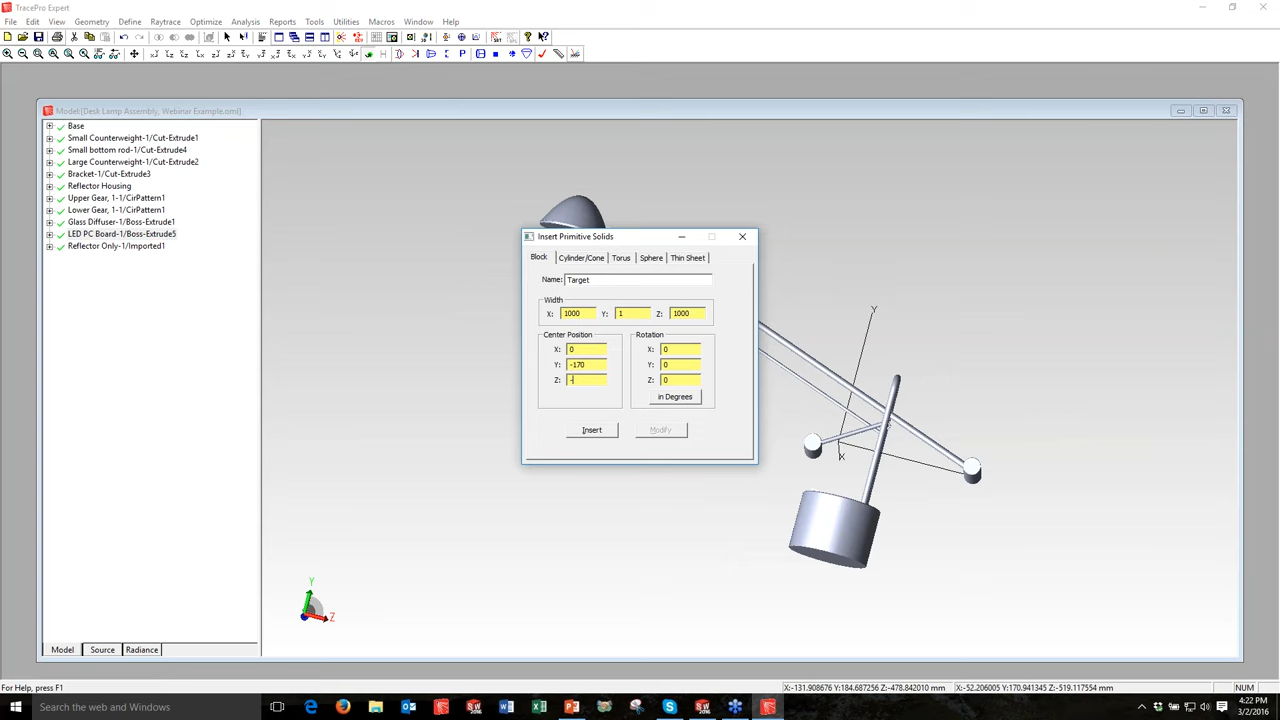 TracePro Expert
File Edit View Geometry Define Raytrace Optimize Analysis Reports Tools Utilities Macros Window Help
Model:[Desk Lamp Assembly, Webinar Example.oml]
Base
Small Counterweight-1/Cut-Extrude1
Small bottom rod-1/Cut-Extrude4
Large Counterweight-1/Cut-Extrude2
Bracket-1/Cut-Extrude3
Reflector Housing
Upper Gear, 1-1/CirPattern1
Lower Gear, 1-1/CirPattern1
Glass Diffuser-1/Boss-Extrude1
LED PC Board-1/Boss-Extrude5
Reflector Only-1/Imported1
Insert Primitive Solids
Block Cylinder/Cone Torus Sphere Thin Sheet
Name: Target
Width
X: 1000 Y: 1 Z: 1000
Center Position Rotation
X: 0 X: 0
Y: -170 Y: 0
Z: - Z: 0
in Degrees
Insert Modify
Y
X
Y
Z
Model Source Radiance
For Help, press F1 X:-131.908676 Y:184.687256 Z:-478.842010 mm X:-52.206005 Y:170.941345 Z:-519.117554 mm NUM
Search the web and Windows
4:22 PM
3/2/2016